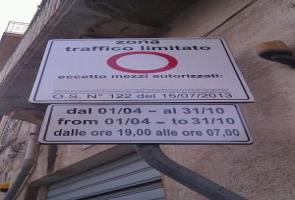 zona
traffico limitato
eccetto mezzi autorizzati:
O.S. N° 122 del 15/07/2013
dal 01/04 - al 31/10
from 01/04 - to 31/10
dalle ore 19,00 alle ore 07,00